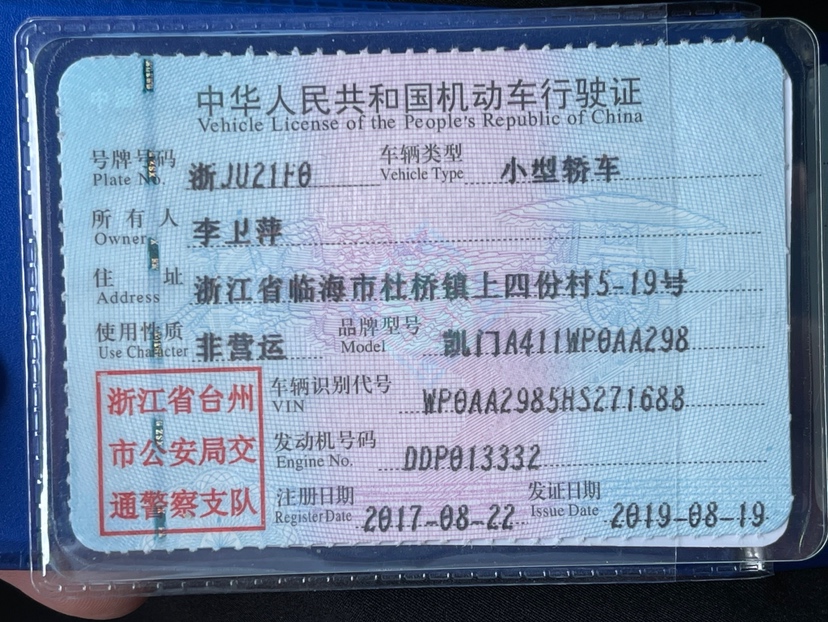 中华人民共和国机动车行驶证
Vehicle License of the People's Republic of China
号牌号码 浙JU21F0 车辆类型 小型轿车
Plate No. Vehicle Type
所有人 李卫萍
Owner
住址 浙江省临海市杜桥镇上四份村5-19号
Address
使用性质 非营运 品牌型号 凯门A411WP0AA298
Use Character Model
浙江省台州
市公安局交
通警察支队
车辆识别代号 WP0AA2985HS271688
VIN
发动机号码 DDP013332
Engine No.
注册日期 2017-08-22 发证日期 2019-08-19
Register Date Issue Date